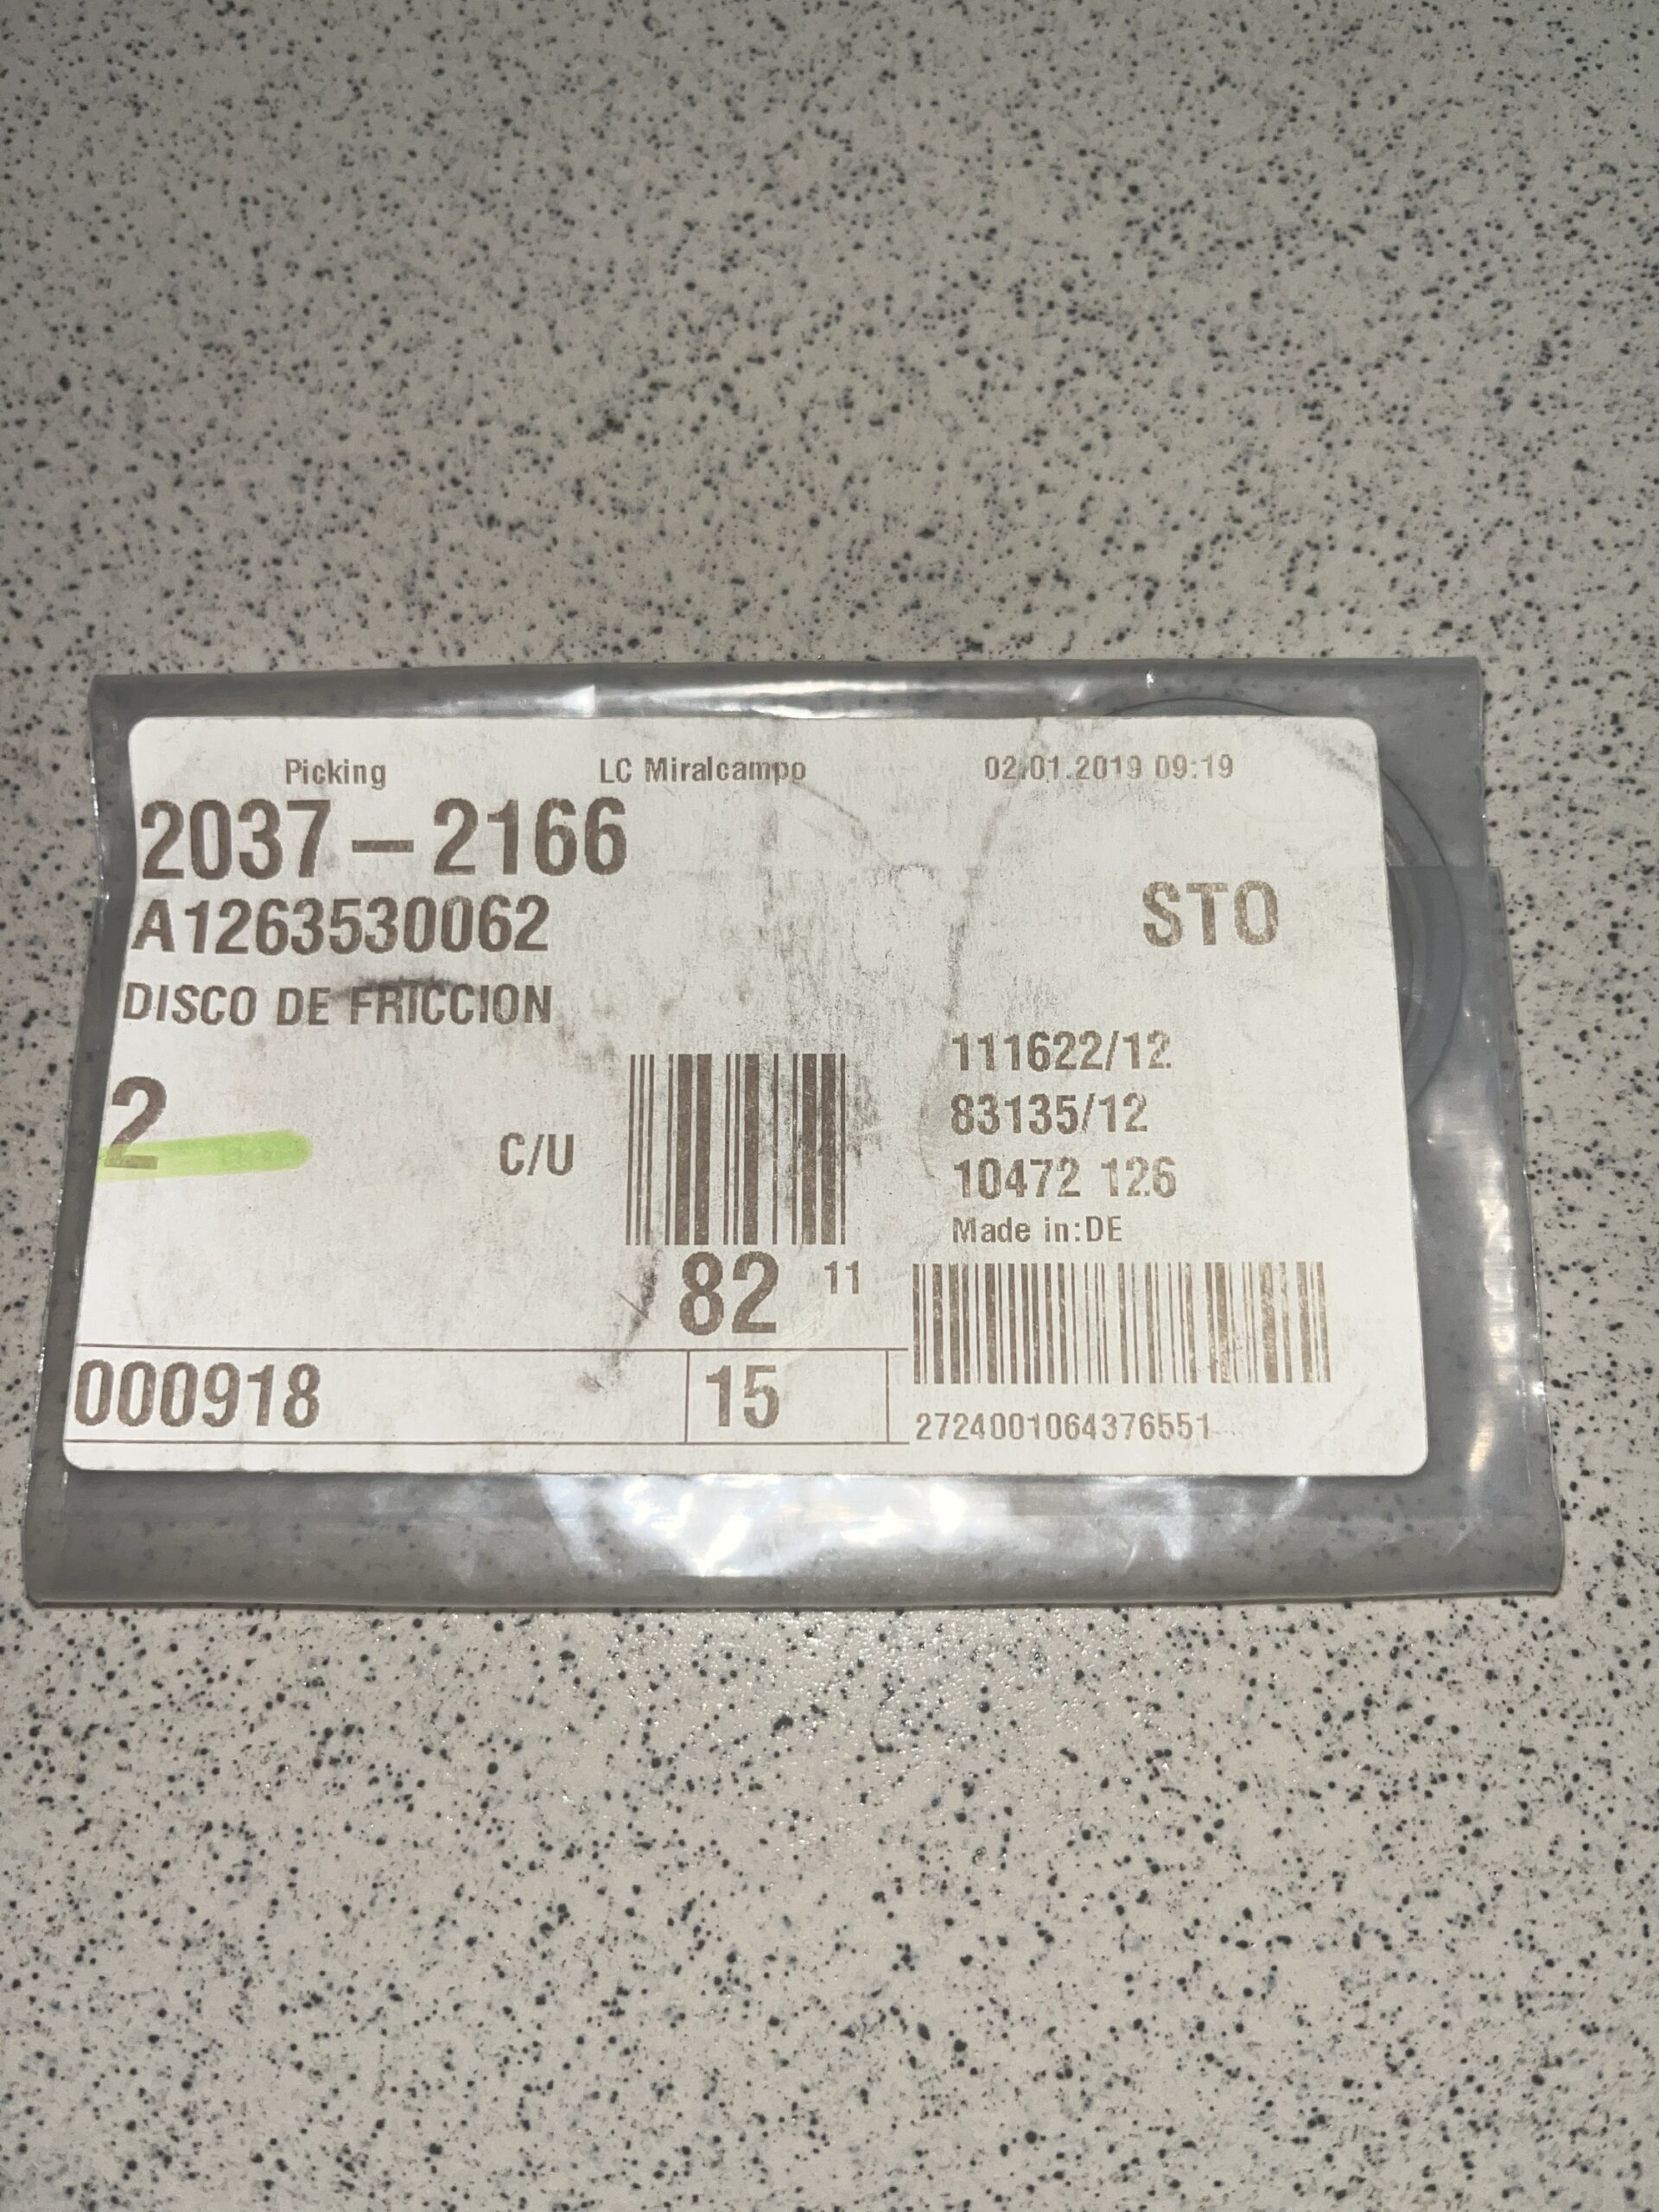 Picking LC Miralcampo 02.01.2019 09:19
2037-2166
A1263530062
STO
DISCO DE FRICCION
2
C/U
111622/12
83135/12
10472 126
Made in:DE
82 11
000918
15
2724001064376551